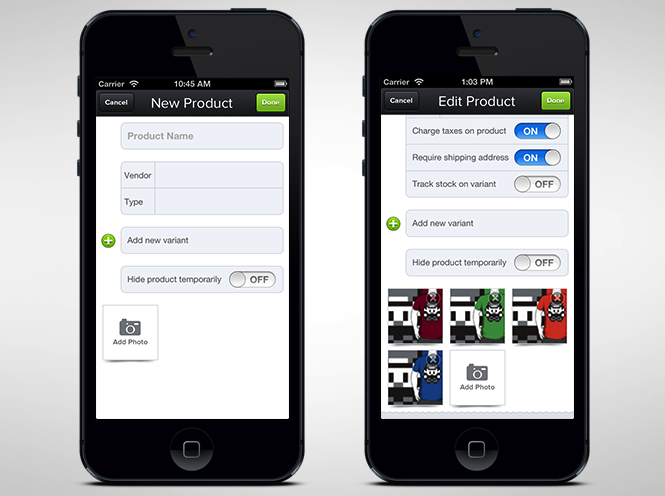 Carrier 10:45 AM
Cancel New Product Done
Product Name
Vendor
Type
Add new variant
Hide product temporarily OFF
Add Photo
Carrier 1:03 PM
Cancel Edit Product Done
Charge taxes on product ON
Require shipping address ON
Track stock on variant OFF
Add new variant
Hide product temporarily OFF
Add Photo